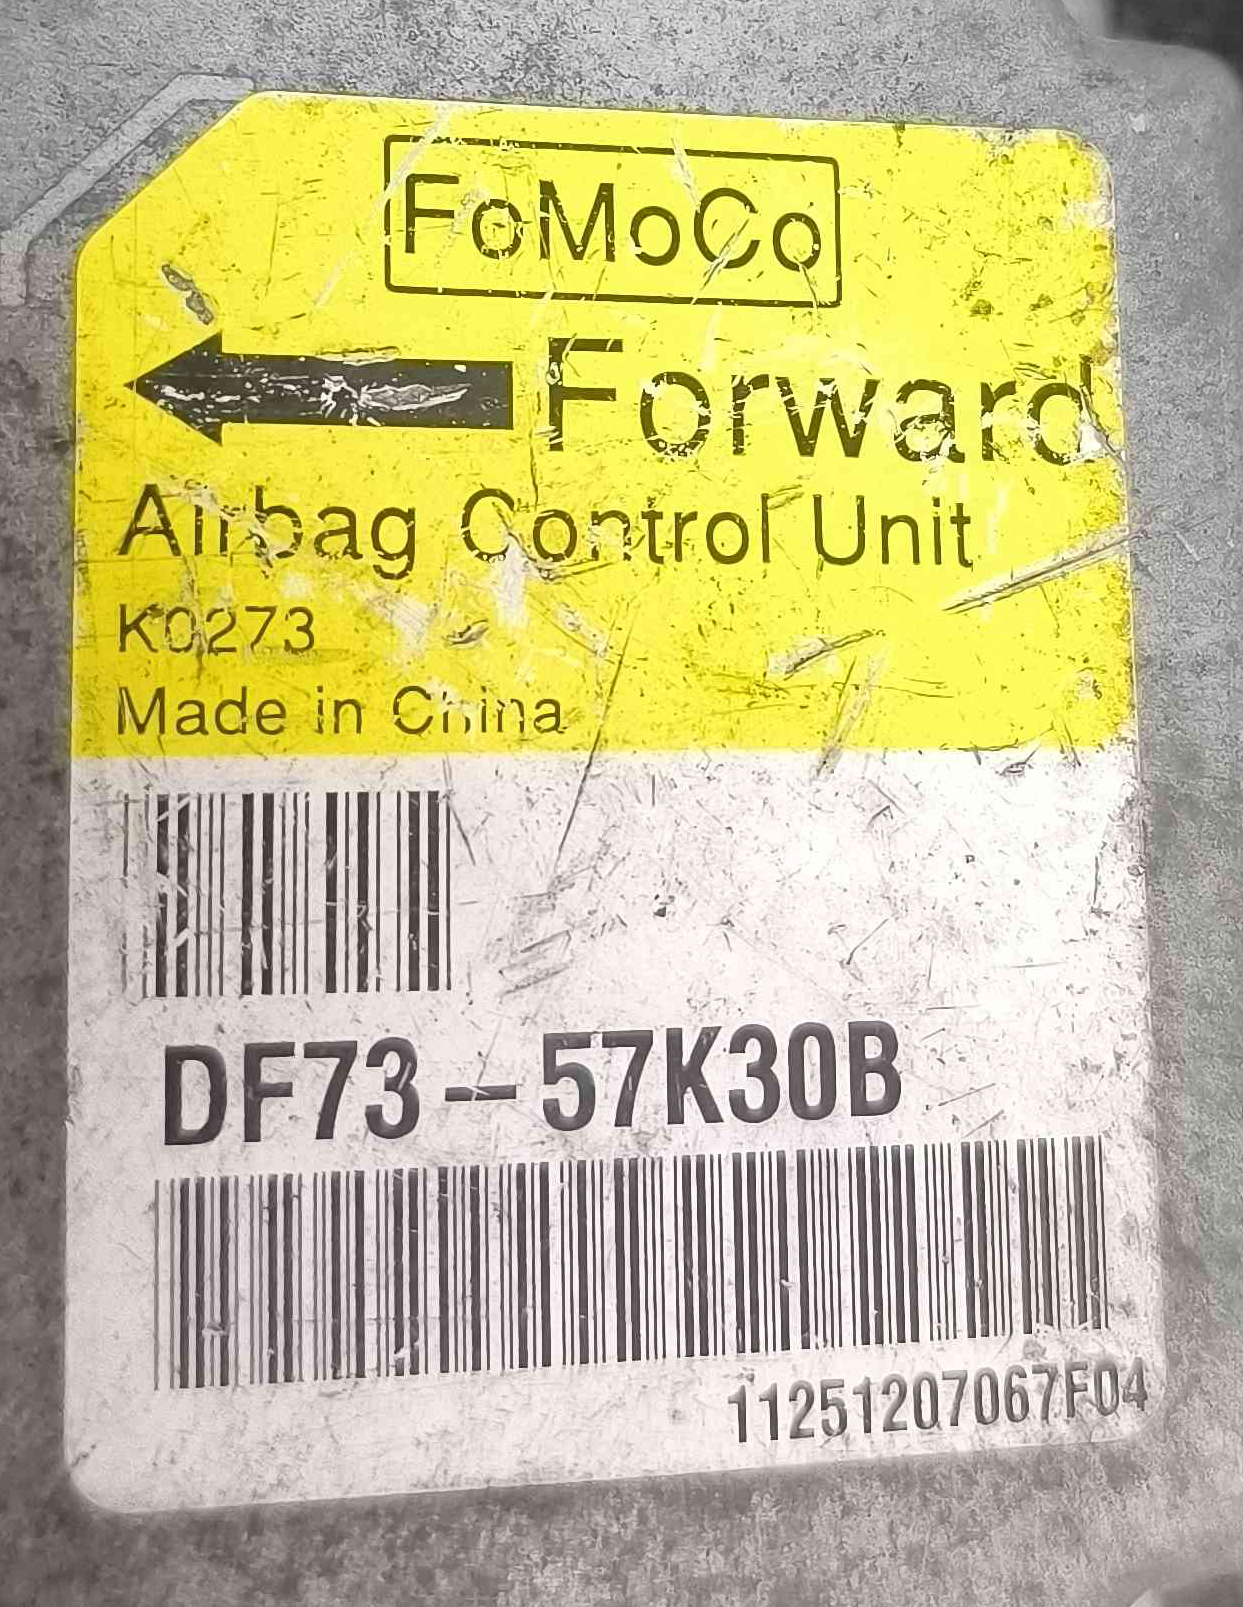 FoMoCo
Forward
Airbag Control Unit
K0273
Made in China
DF73-57K30B
11251207067F04